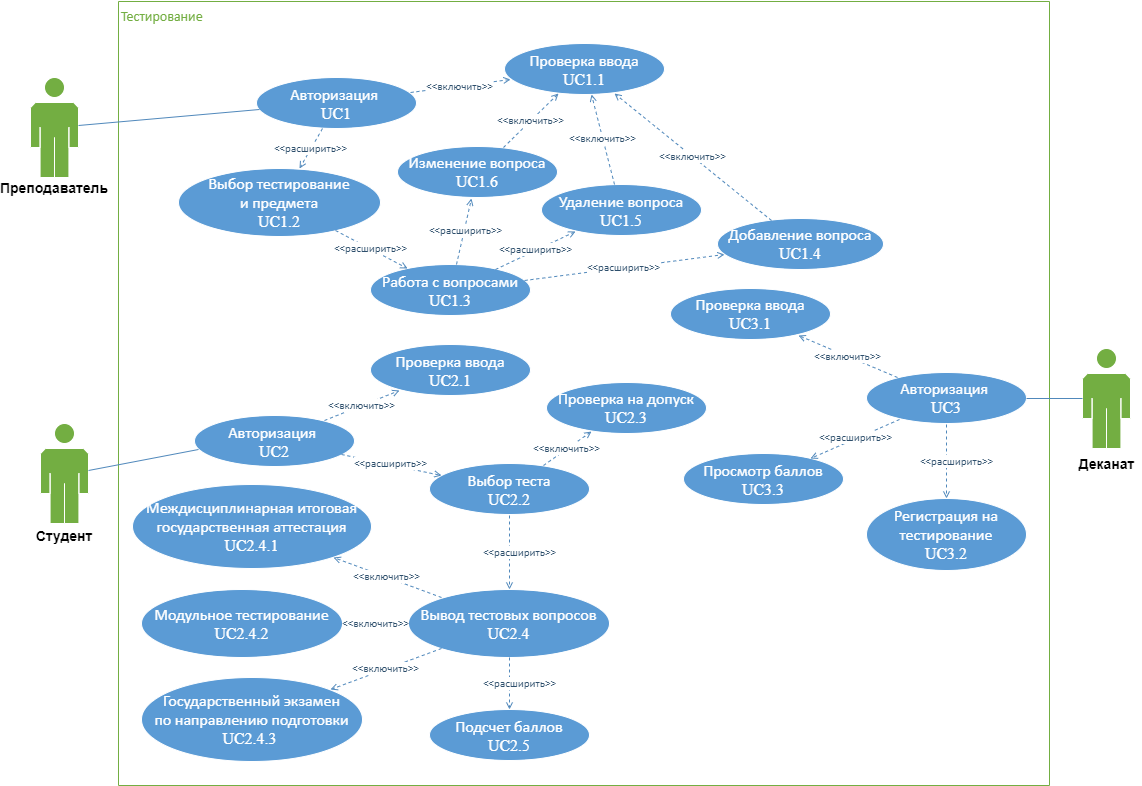 Тестирование
Проверка ввода
UC1.1
<<включить>>
Авторизация
UC1
<<включить>>
<<включить>>
<<расширить>>
<<включить>>
Изменение вопроса
UC1.6
Преподаватель
Выбор тестирование
и предмета
UC1.2
Удаление вопроса
UC1.5
<<расширить>>
Добавление вопроса
UC1.4
<<расширить>>
<<расширить>>
<<расширить>>
Работа с вопросами
UC1.3
Проверка ввода
UC3.1
<<включить>>
Проверка ввода
UC2.1
Авторизация
UC3
<<включить>>
Проверка на допуск
UC2.3
Авторизация
UC2
<<расширить>>
<<включить>>
<<расширить>>
<<расширить>>
Деканат
Просмотр баллов
UC3.3
Выбор теста
UC2.2
Студент
Междисциплинарная итоговая
государственная аттестация
UC2.4.1
Регистрация на
тестирование
UC3.2
<<расширить>>
<<включить>>
Модульное тестирование
UC2.4.2
<<включить>>
Вывод тестовых вопросов
UC2.4
<<включить>>
<<расширить>>
Государственный экзамен
по направлению подготовки
UC2.4.3
Подсчет баллов
UC2.5